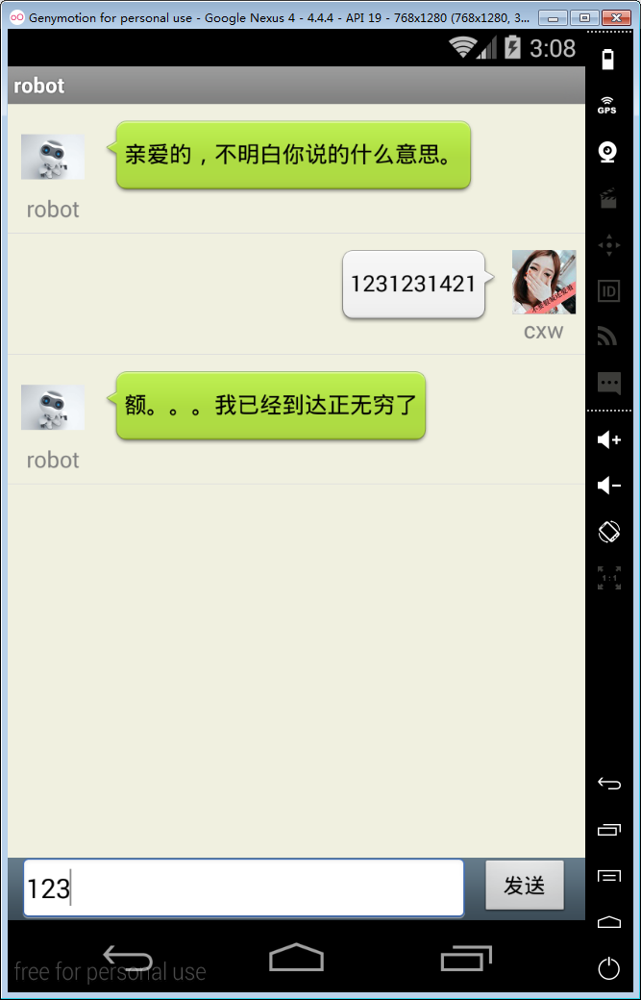 Genymotion for personal use - Google Nexus 4 - 4.4.4 - API 19 - 768x1280 (768x1280, 3...
3:08
robot
GPS
亲爱的，不明白你说的什么意思。
robot
1231231421
cxw
ID
额。。。我已经到达正无穷了
robot
1:1
123
发送
free for personal use